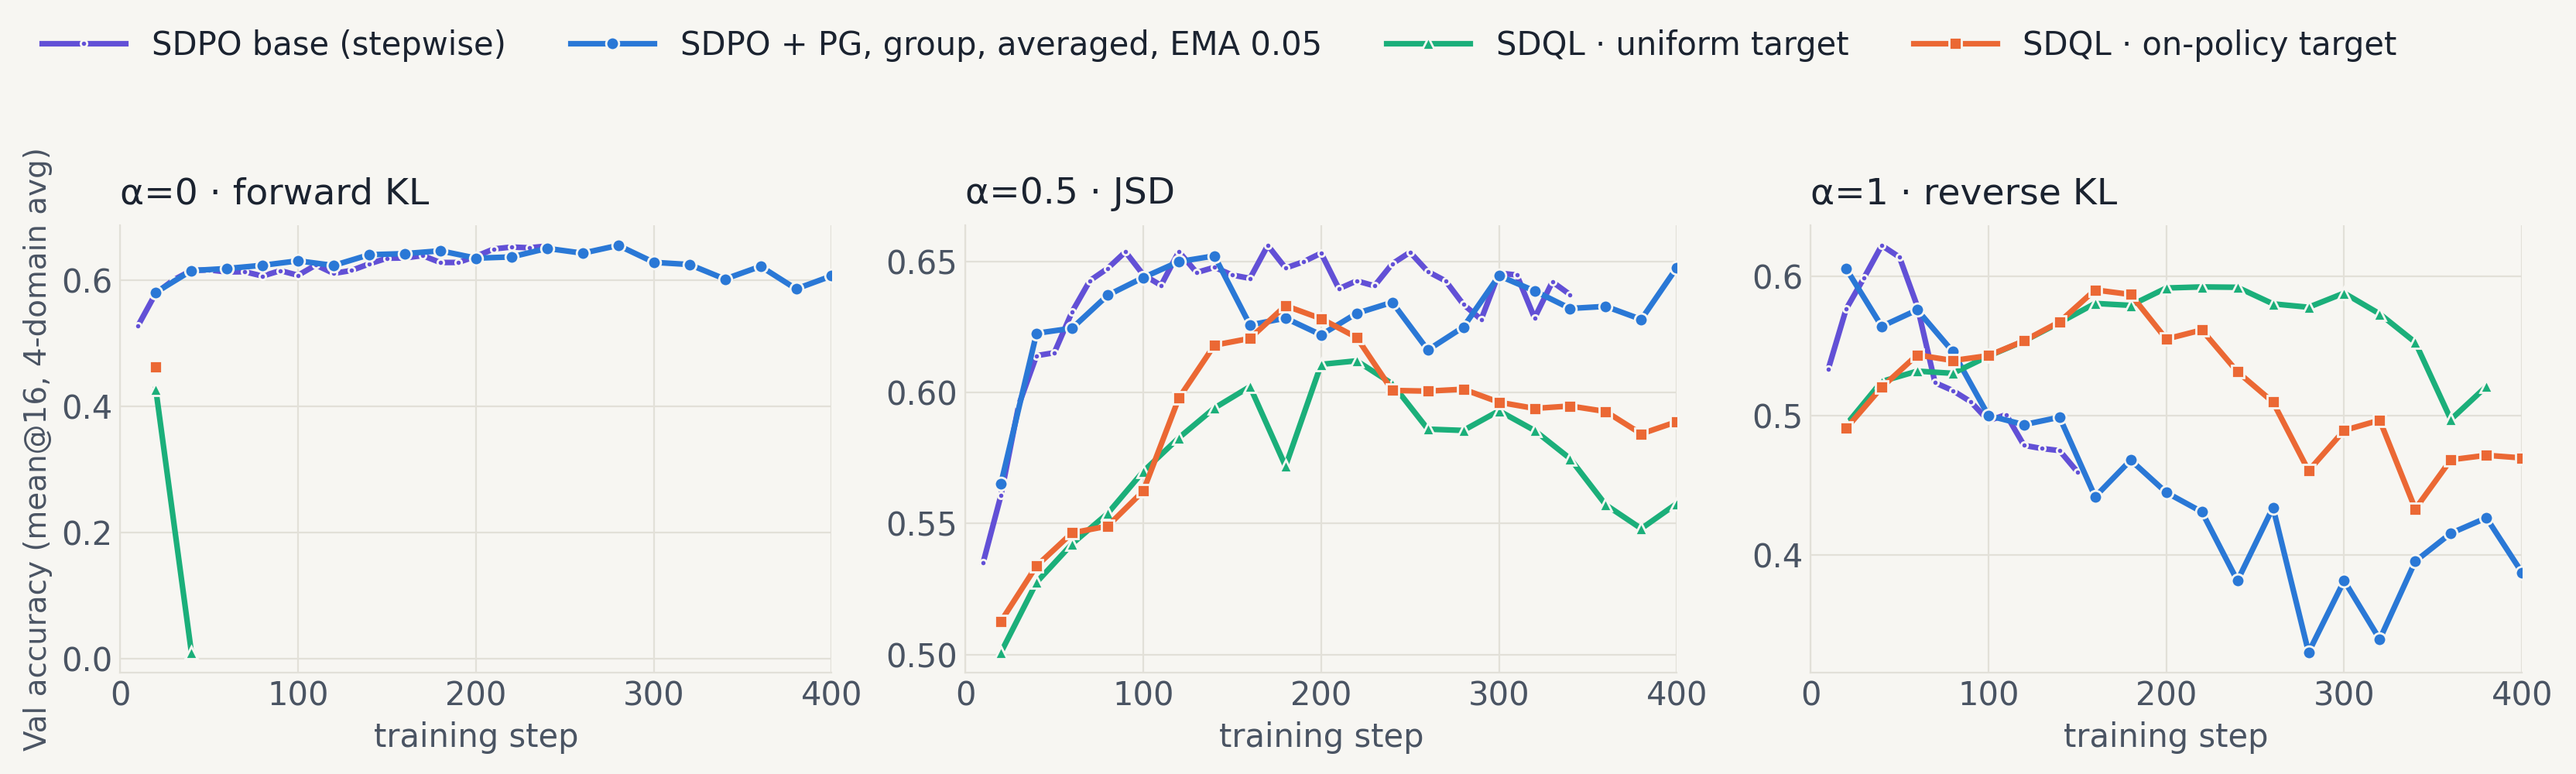 SDPO base (stepwise)
SDPO + PG, group, averaged, EMA 0.05
SDQL · uniform target
SDQL · on-policy target
Val accuracy (mean@16, 4-domain avg)
α=0 · forward KL
0.6
0.4
0.2
0.0
0 100 200 300 400
training step
α=0.5 · JSD
0.65
0.60
0.55
0.50
0 100 200 300 400
training step
α=1 · reverse KL
0.6
0.5
0.4
0 100 200 300 400
training step